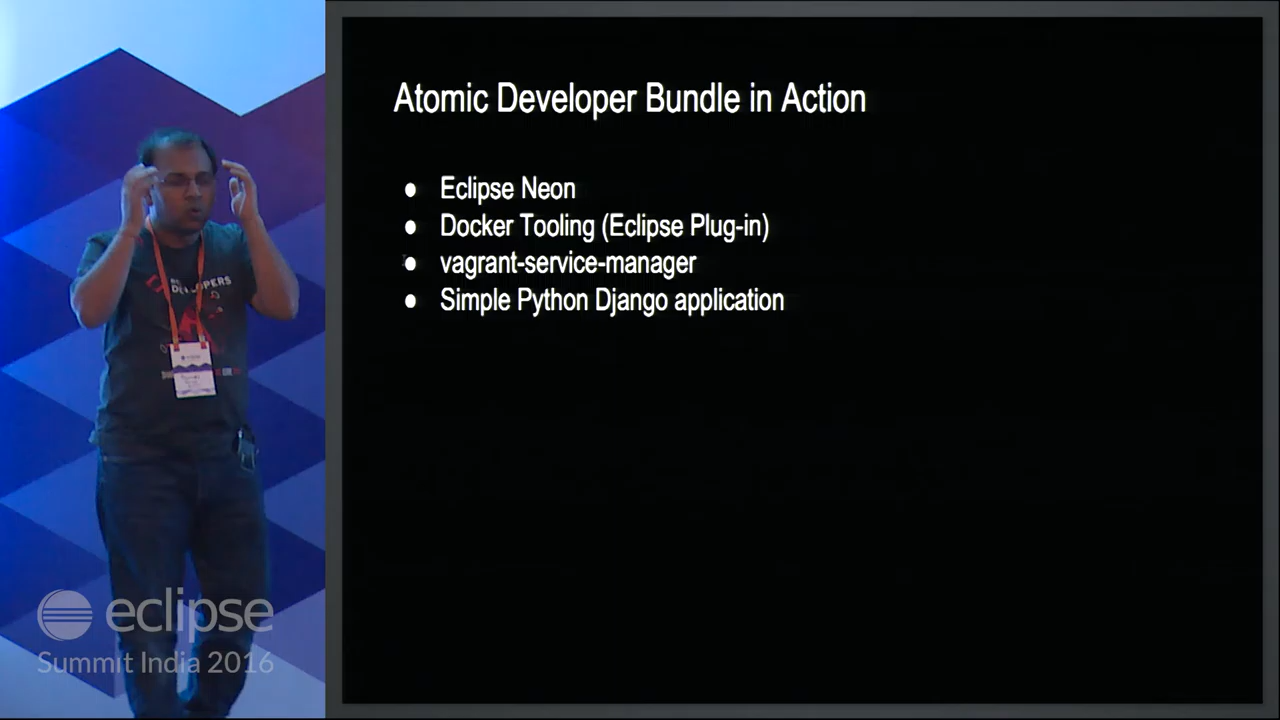 Atomic Developer Bundle in Action
● Eclipse Neon
● Docker Tooling (Eclipse Plug-in)
● vagrant-service-manager
● Simple Python Django application
DEVELOPERS
eclipse
Summit India 2016